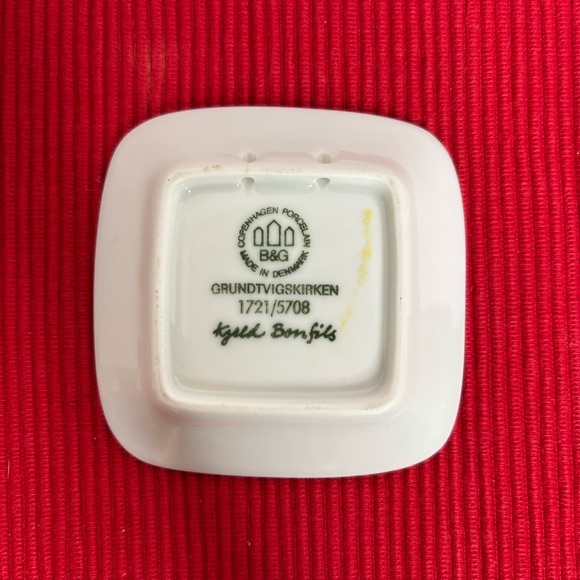 COPENHAGEN PORCELAIN
B&G
MADE IN DENMARK
GRUNDTVIGSKIRKEN
1721/5708
Kjeld Bonfils